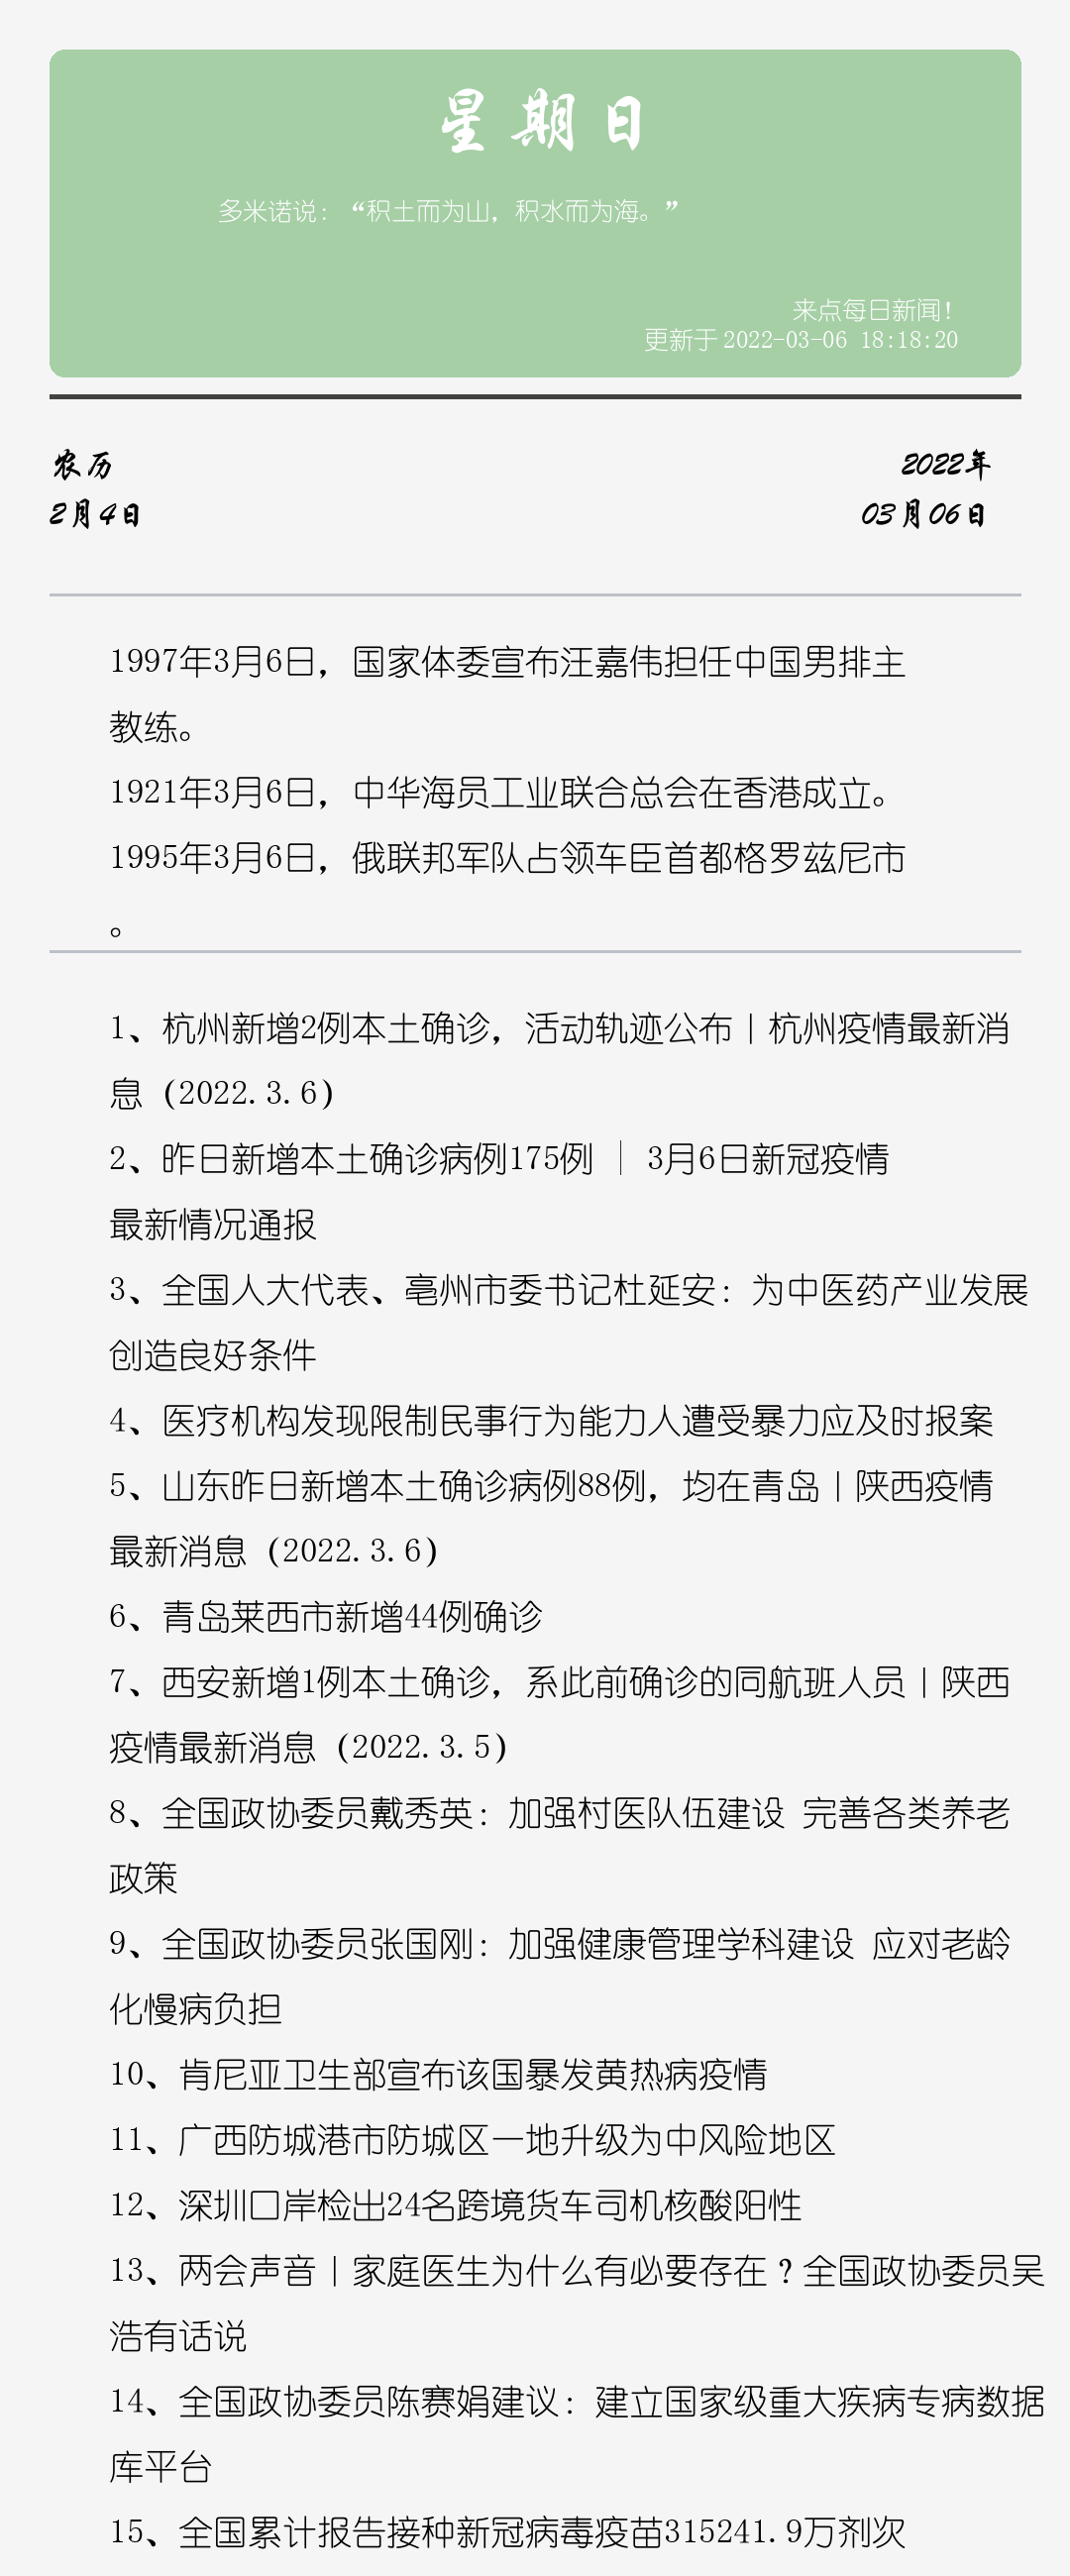 星期日
多米诺说：“积土而为山，积水而为海。”
来点每日新闻！
更新于 2022-03-06 18:18:20
农历
2022年
2月4日
03月06日
1997年3月6日，国家体委宣布汪嘉伟担任中国男排主
教练。
1921年3月6日，中华海员工业联合总会在香港成立。
1995年3月6日，俄联邦军队占领车臣首都格罗兹尼市
。
1、杭州新增2例本土确诊，活动轨迹公布丨杭州疫情最新消
息（2022.3.6）
2、昨日新增本土确诊病例175例 │ 3月6日新冠疫情
最新情况通报
3、全国人大代表、亳州市委书记杜延安：为中医药产业发展
创造良好条件
4、医疗机构发现限制民事行为能力人遭受暴力应及时报案
5、山东昨日新增本土确诊病例88例，均在青岛丨陕西疫情
最新消息（2022.3.6）
6、青岛莱西市新增44例确诊
7、西安新增1例本土确诊，系此前确诊的同航班人员丨陕西
疫情最新消息（2022.3.5）
8、全国政协委员戴秀英：加强村医队伍建设 完善各类养老
政策
9、全国政协委员张国刚：加强健康管理学科建设 应对老龄
化慢病负担
10、肯尼亚卫生部宣布该国暴发黄热病疫情
11、广西防城港市防城区一地升级为中风险地区
12、深圳口岸检出24名跨境货车司机核酸阳性
13、两会声音丨家庭医生为什么有必要存在？全国政协委员吴
浩有话说
14、全国政协委员陈赛娟建议：建立国家级重大疾病专病数据
库平台
15、全国累计报告接种新冠病毒疫苗315241.9万剂次